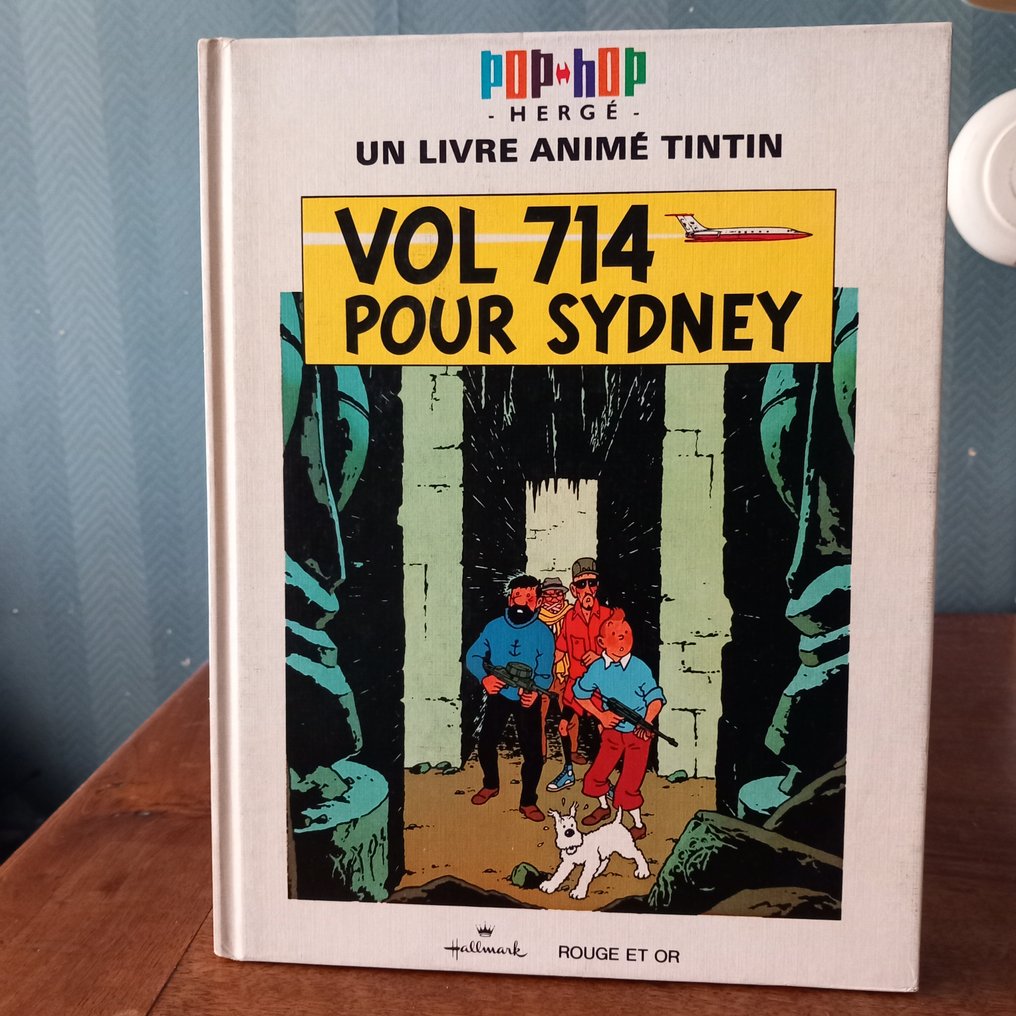 POP HOP
- HERGÉ -
UN LIVRE ANIMÉ TINTIN
VOL 714
POUR SYDNEY
Hallmark ROUGE ET OR